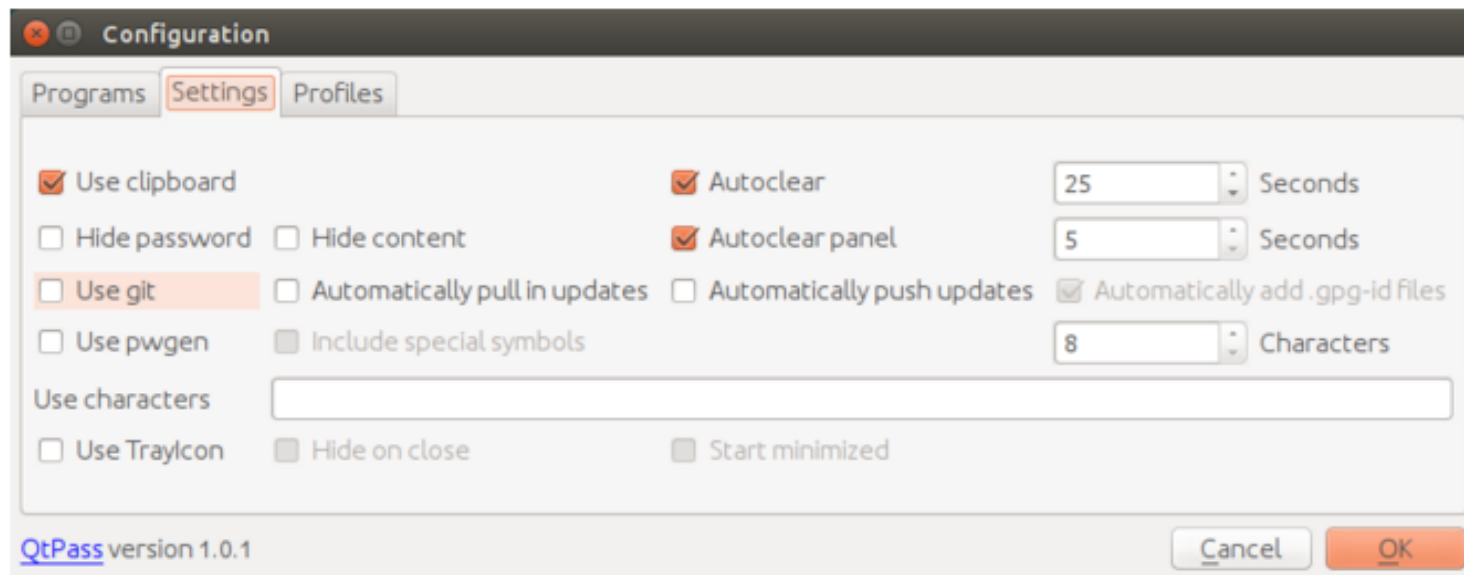 Configuration
Programs Settings Profiles
Use clipboard Autoclear 25 Seconds
Hide password Hide content Autoclear panel 5 Seconds
Use git Automatically pull in updates Automatically push updates Automatically add .gpg-id files
Use pwgen Include special symbols 8 Characters
Use characters
Use TrayIcon Hide on close Start minimized
QtPass version 1.0.1 Cancel OK